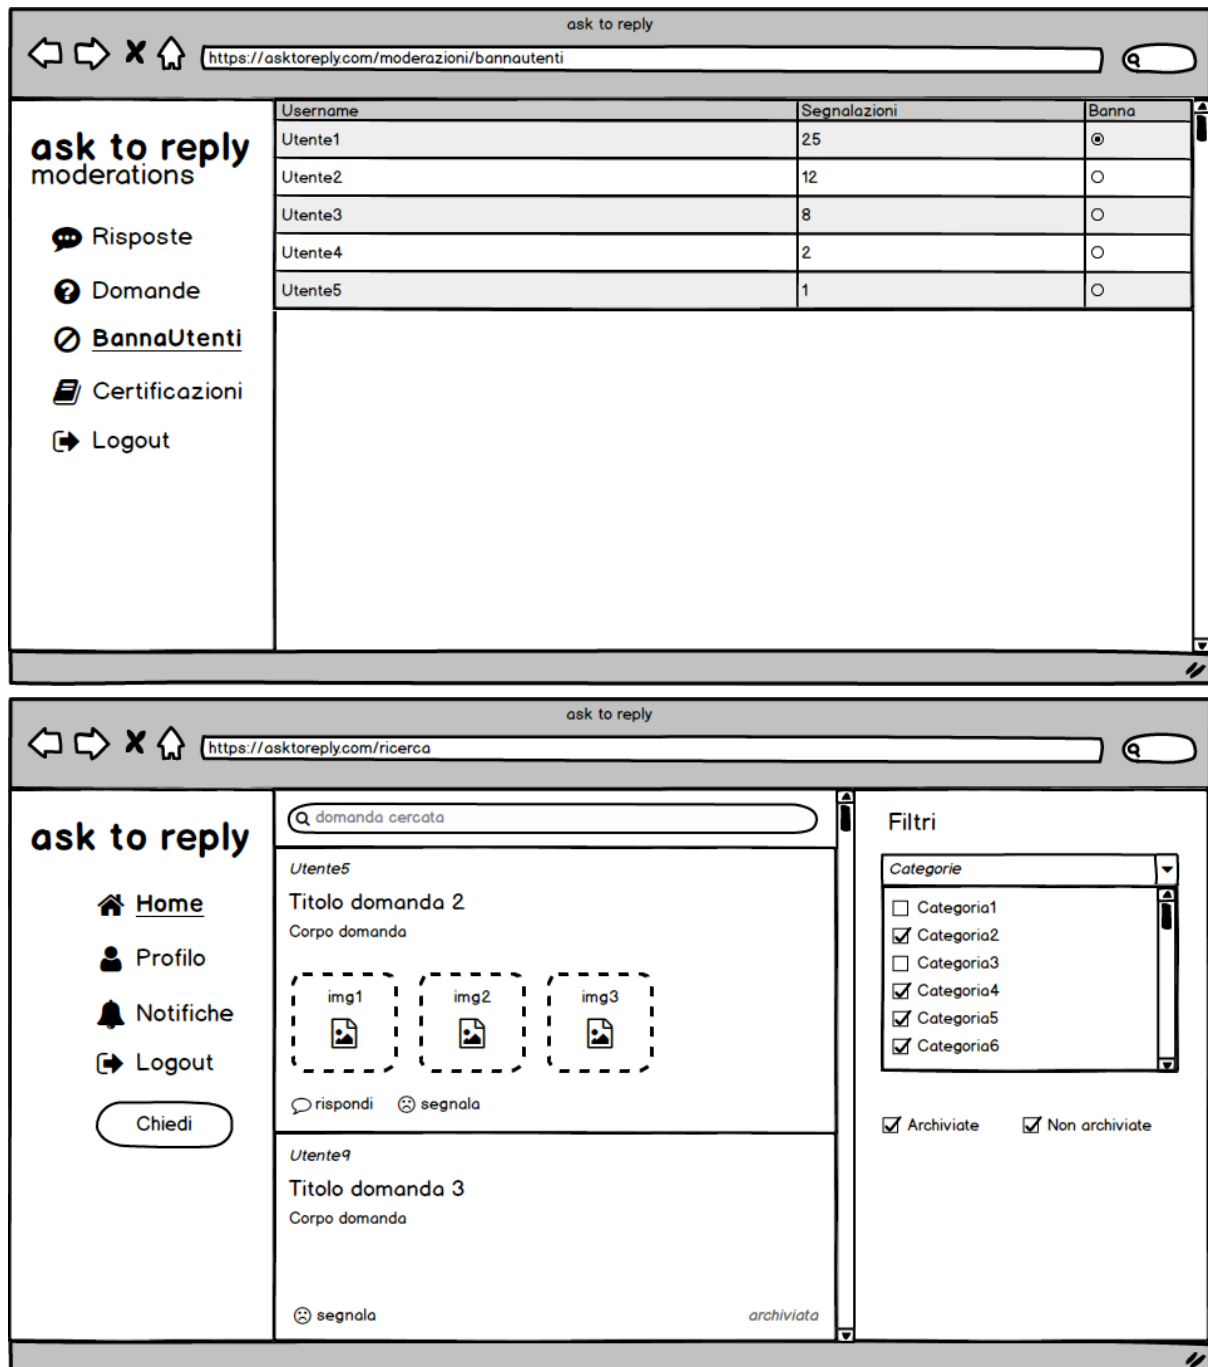 ask to reply
https://asktoreply.com/moderazioni/bannautenti
ask to reply
moderations
Risposte
Domande
BannaUtenti
Certificazioni
Logout
Username Segnalazioni Banna
Utente1 25
Utente2 12
Utente3 8
Utente4 2
Utente5 1
ask to reply
https://asktoreply.com/ricerca
ask to reply
Home
Profilo
Notifiche
Logout
Chiedi
domanda cercata
Utente5
Titolo domanda 2
Corpo domanda
img1 img2 img3
rispondi segnala
Utente9
Titolo domanda 3
Corpo domanda
segnala archiviata
Filtri
Categorie
Categoria1
Categoria2
Categoria3
Categoria4
Categoria5
Categoria6
Archiviate Non archiviate